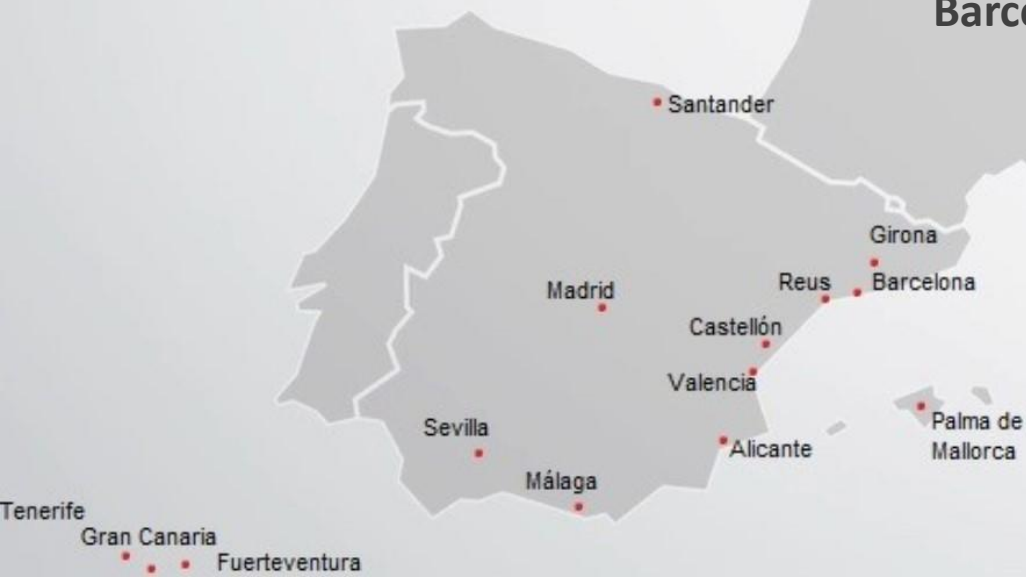 Santander
Girona
Reus
Barcelona
Madrid
Castellón
Valencia
Palma de
Mallorca
Sevilla
Alicante
Málaga
Tenerife
Gran Canaria
Fuerteventura